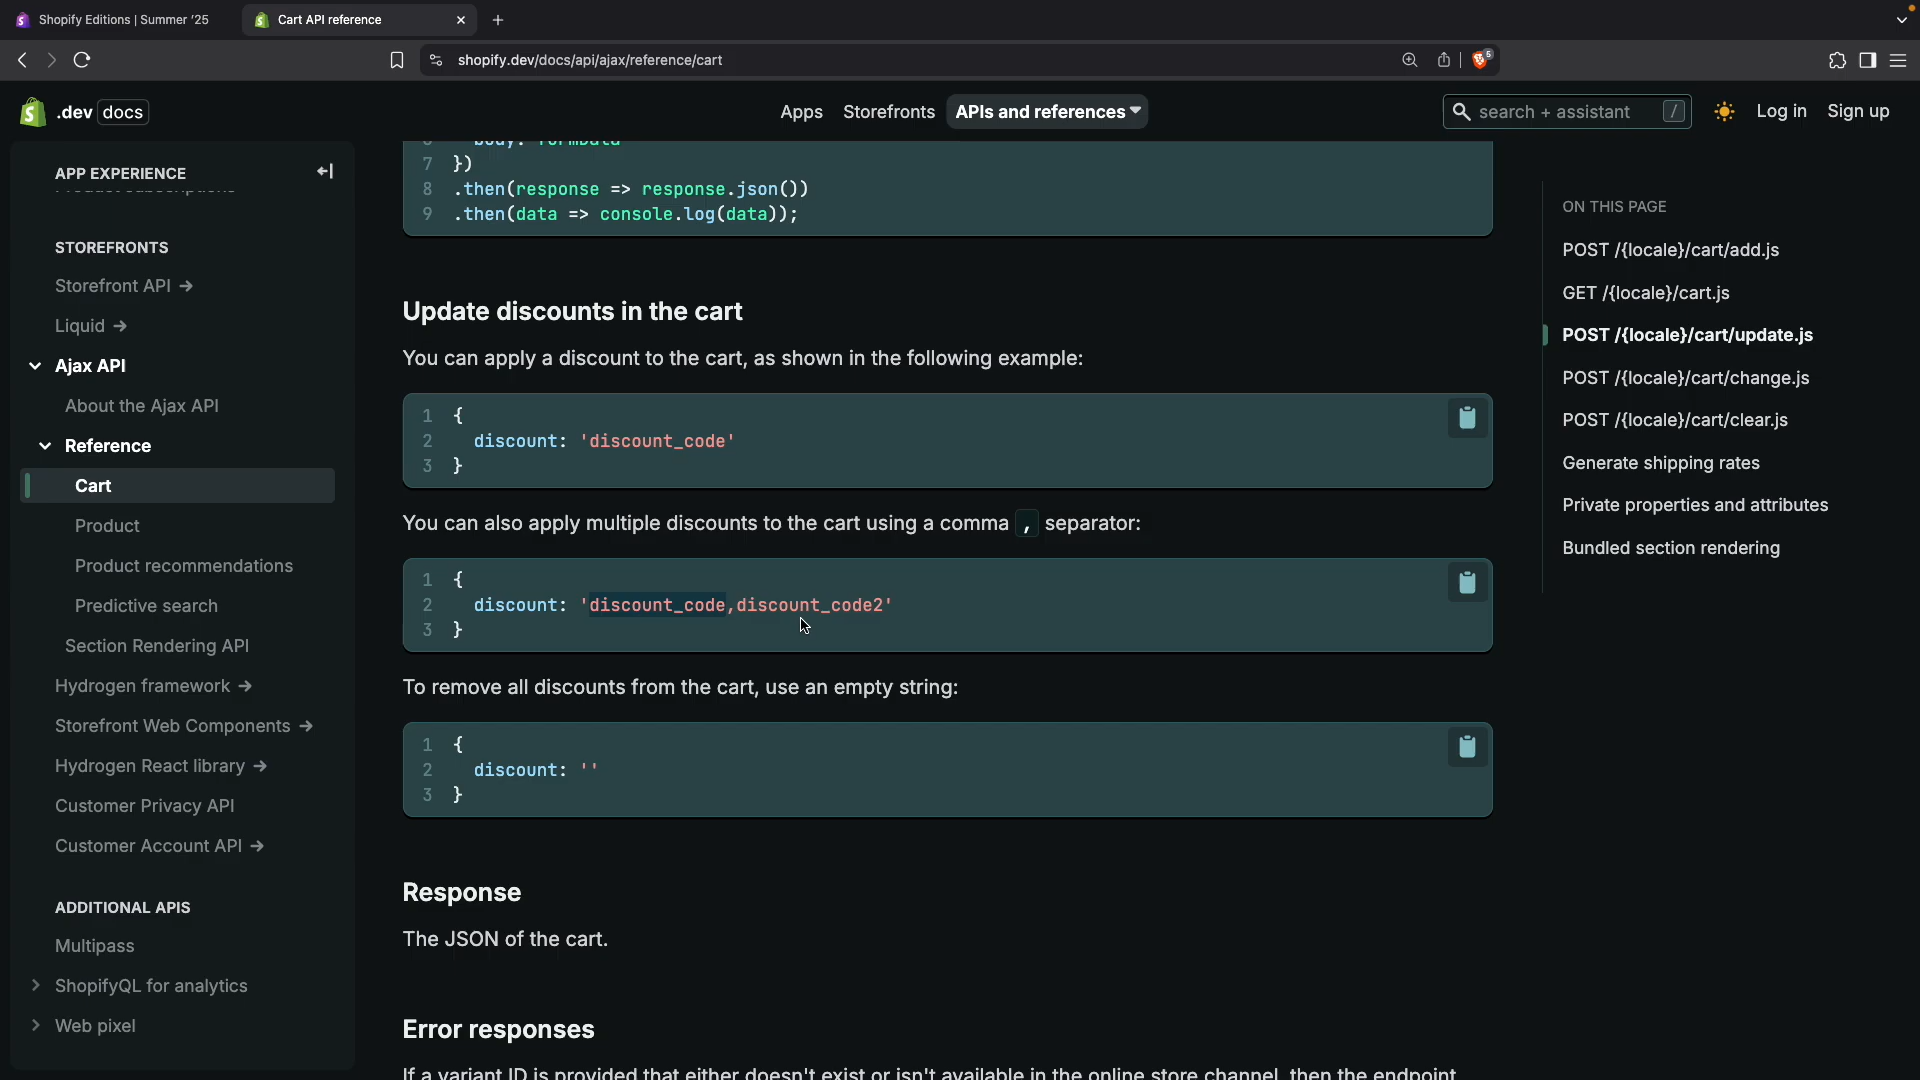 Shopify Editions | Summer '25
Cart API reference
shopify.dev/docs/api/ajax/reference/cart
5
.dev docs
Apps
Storefronts
APIs and references
search + assistant /
Log in
Sign up
APP EXPERIENCE
Product subscriptions
STOREFRONTS
Storefront API →
Liquid →
Ajax API
About the Ajax API
Reference
Cart
Product
Product recommendations
Predictive search
Section Rendering API
Hydrogen framework →
Storefront Web Components →
Hydrogen React library →
Customer Privacy API
Customer Account API →
ADDITIONAL APIS
Multipass
ShopifyQL for analytics
Web pixel
6 body: formData
7 })
8 .then(response => response.json())
9 .then(data => console.log(data));
Update discounts in the cart
You can apply a discount to the cart, as shown in the following example:
1 {
2 discount: 'discount_code'
3 }
You can also apply multiple discounts to the cart using a comma , separator:
1 {
2 discount: 'discount_code,discount_code2'
3 }
To remove all discounts from the cart, use an empty string:
1 {
2 discount: ''
3 }
Response
The JSON of the cart.
Error responses
If a variant ID is provided that either doesn't exist or isn't available in the online store channel, then the endpoint
ON THIS PAGE
POST /{locale}/cart/add.js
GET /{locale}/cart.js
POST /{locale}/cart/update.js
POST /{locale}/cart/change.js
POST /{locale}/cart/clear.js
Generate shipping rates
Private properties and attributes
Bundled section rendering